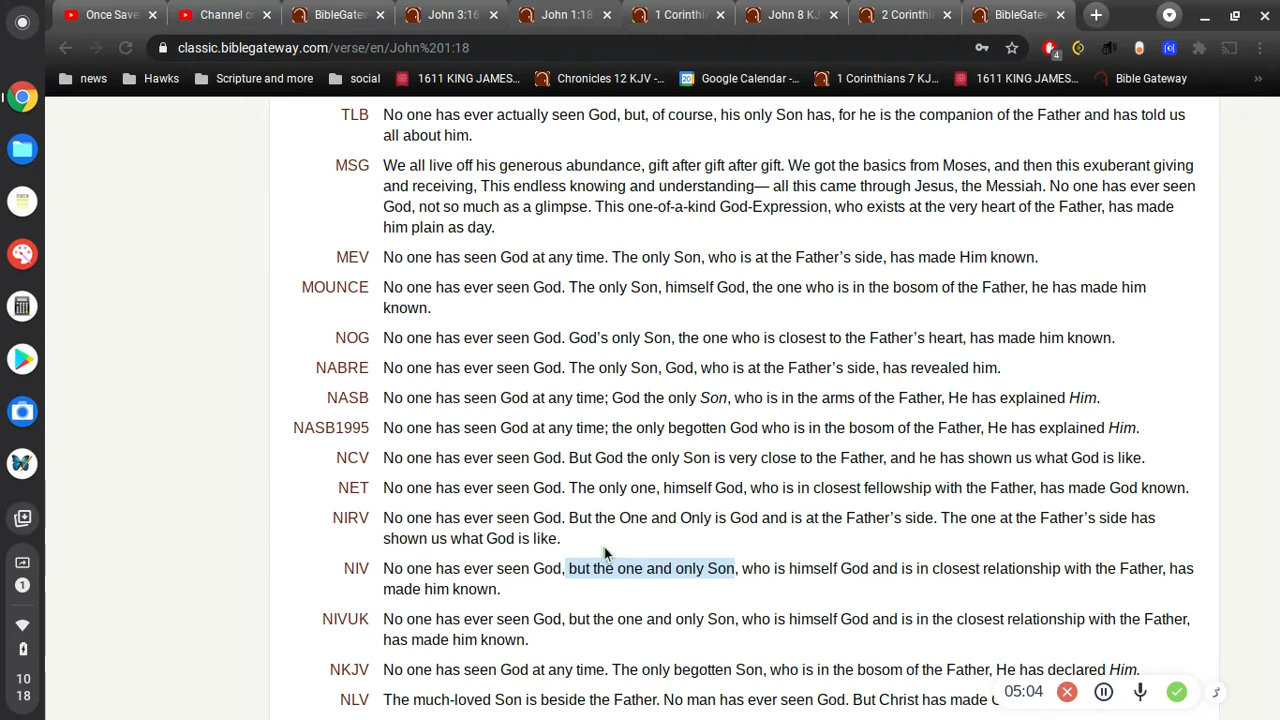 Once Save
Channel c
BibleGatew
John 3:16
John 1:18
1 Corinthi
John 8 KJ
2 Corinthi
BibleGatew
classic.biblegateway.com/verse/en/John%201:18
4
news
Hawks
Scripture and more
social
1611 KING JAMES...
Chronicles 12 KJV -...
20
Google Calendar -...
1 Corinthians 7 KJ...
1611 KING JAMES...
Bible Gateway
»
TLB No one has ever actually seen God, but, of course, his only Son has, for he is the companion of the Father and has told us
all about him.
MSG We all live off his generous abundance, gift after gift after gift. We got the basics from Moses, and then this exuberant giving
and receiving, This endless knowing and understanding— all this came through Jesus, the Messiah. No one has ever seen
God, not so much as a glimpse. This one-of-a-kind God-Expression, who exists at the very heart of the Father, has made
him plain as day.
MEV No one has seen God at any time. The only Son, who is at the Father’s side, has made Him known.
MOUNCE No one has ever seen God. The only Son, himself God, the one who is in the bosom of the Father, he has made him
known.
NOG No one has ever seen God. God’s only Son, the one who is closest to the Father’s heart, has made him known.
NABRE No one has ever seen God. The only Son, God, who is at the Father’s side, has revealed him.
NASB No one has seen God at any time; God the only Son, who is in the arms of the Father, He has explained Him.
NASB1995 No one has seen God at any time; the only begotten God who is in the bosom of the Father, He has explained Him.
NCV No one has ever seen God. But God the only Son is very close to the Father, and he has shown us what God is like.
NET No one has ever seen God. The only one, himself God, who is in closest fellowship with the Father, has made God known.
NIRV No one has ever seen God. But the One and Only is God and is at the Father’s side. The one at the Father’s side has
shown us what God is like.
NIV No one has ever seen God, but the one and only Son, who is himself God and is in closest relationship with the Father, has
made him known.
NIVUK No one has ever seen God, but the one and only Son, who is himself God and is in the closest relationship with the Father,
has made him known.
NKJV No one has seen God at any time. The only begotten Son, who is in the bosom of the Father, He has declared Him.
NLV The much-loved Son is beside the Father. No man has ever seen God. But Christ has made
1
10
18
05:04